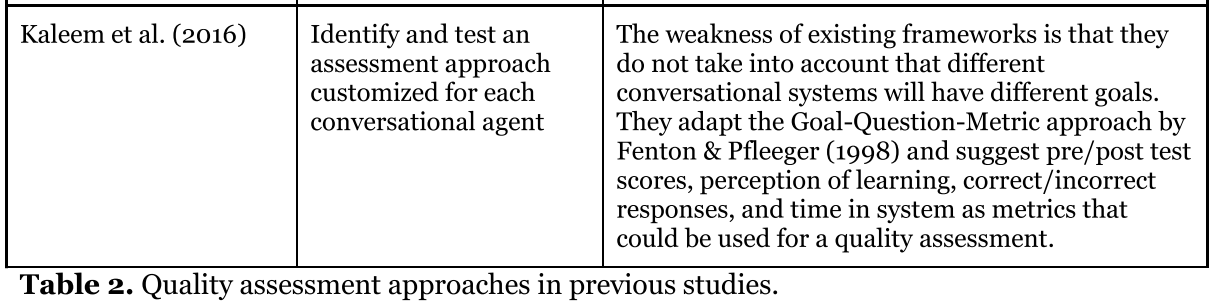 Kaleem et al. (2016)
Identify and test an
assessment approach
customized for each
conversational agent
The weakness of existing frameworks is that they
do not take into account that different
conversational systems will have different goals.
They adapt the Goal-Question-Metric approach by
Fenton & Pfleeger (1998) and suggest pre/post test
scores, perception of learning, correct/incorrect
responses, and time in system as metrics that
could be used for a quality assessment.
Table 2. Quality assessment approaches in previous studies.